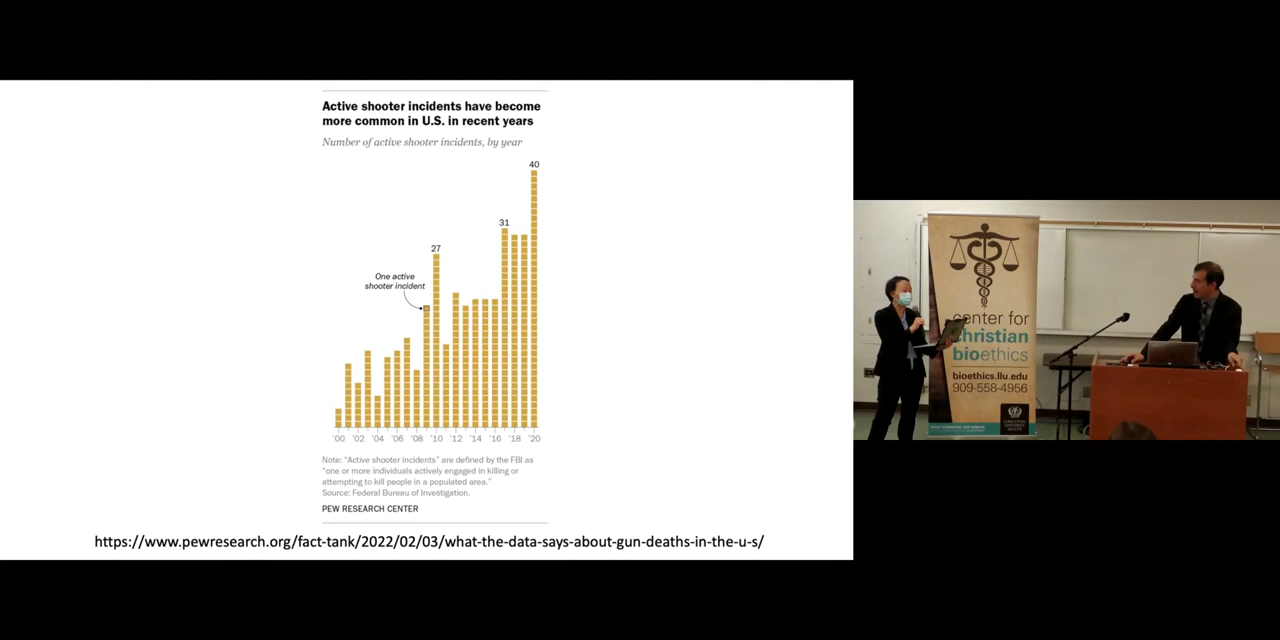 Active shooter incidents have become
more common in U.S. in recent years
Number of active shooter incidents, by year
40
31
27
One active
shooter incident
'00 '02 '04 '06 '08 '10 '12 '14 '16 '18 '20
Note: “Active shooter incidents” are defined by the FBI as
“one or more individuals actively engaged in killing or
attempting to kill people in a populated area.”
Source: Federal Bureau of Investigation.
PEW RESEARCH CENTER
https://www.pewresearch.org/fact-tank/2022/02/03/what-the-data-says-about-gun-deaths-in-the-u-s/
center for
christian
bioethics
bioethics.llu.edu
909-558-4956